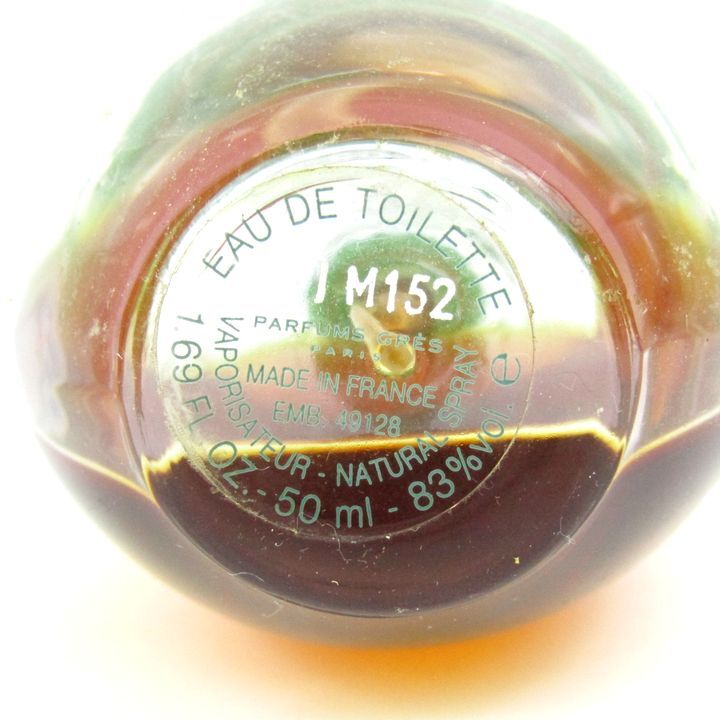 EAU DE TOILETTE
J M152
PARFUMS GRÈS
PARIS
MADE IN FRANCE
EMB. 49128
VAPORISATEUR - NATURAL SPRAY
1.69 FL OZ. - 50 ml - 83%vol. e